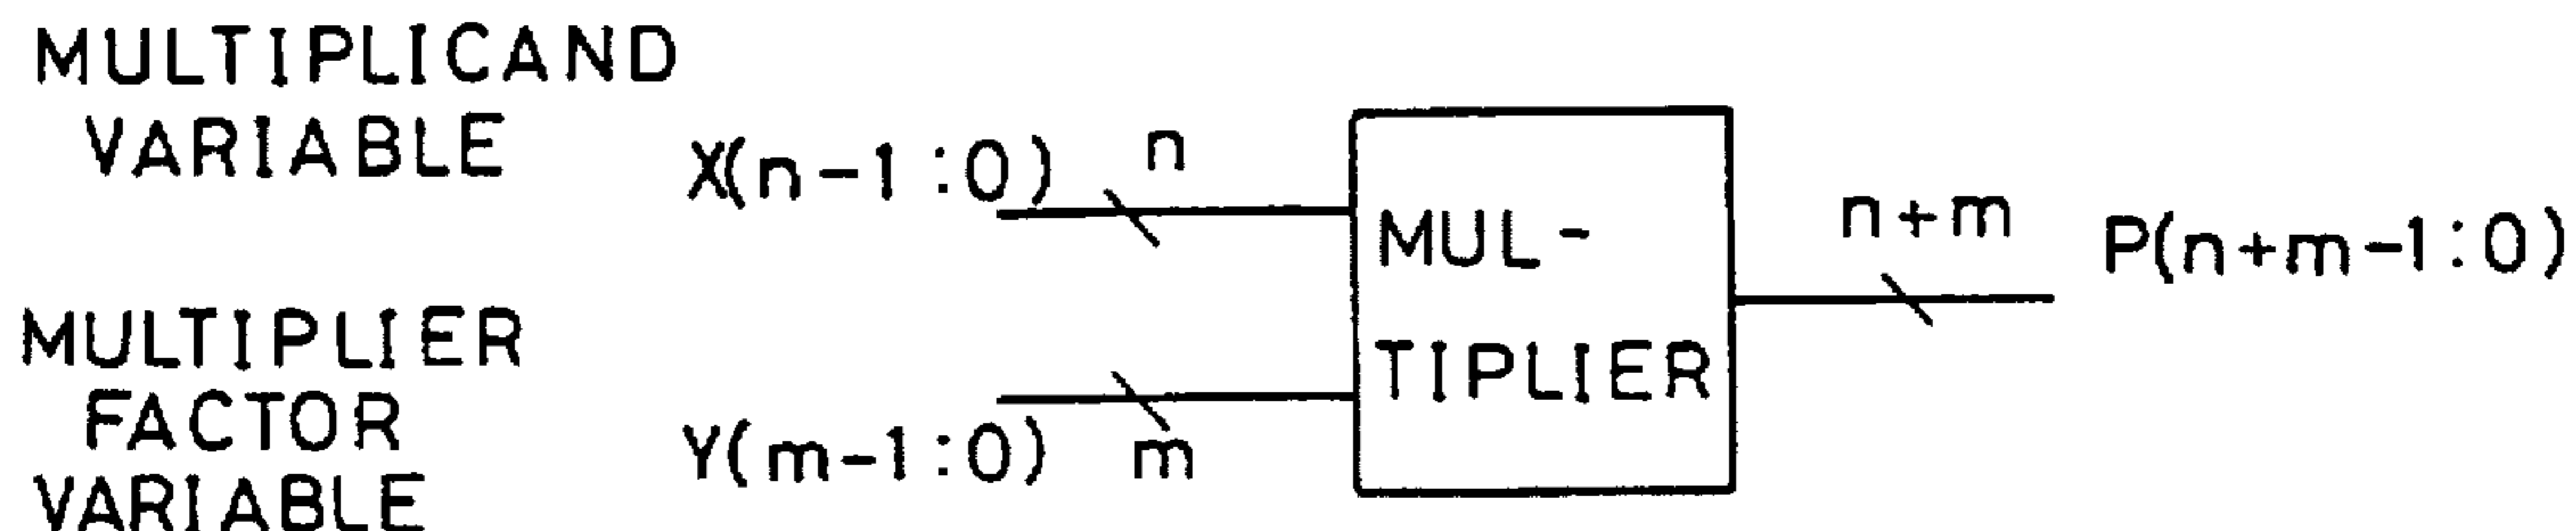 MULTIPLICAND
VARIABLE
X(n-1:0)
n
MUL-
TIPLIER
n+m
P(n+m-1:0)
MULTIPLIER
FACTOR
VARIABLE
Y(m-1:0)
m